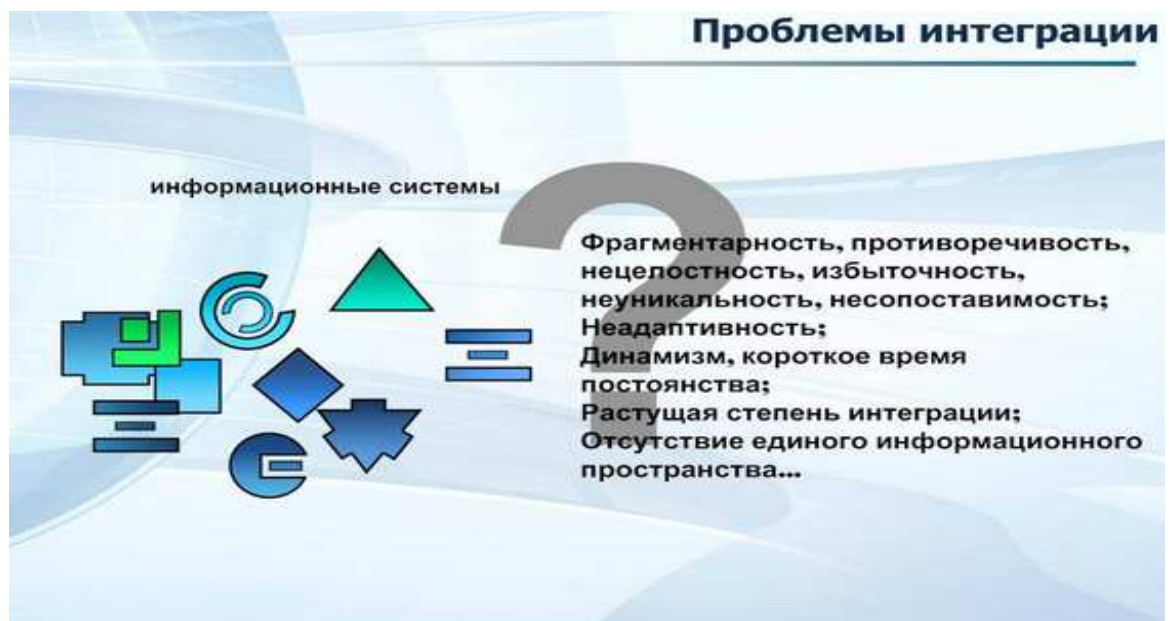 Проблемы интеграции
информационные системы
Фрагментарность, противоречивость,
нецелостность, избыточность,
неуникальность, несопоставимость;
Неадаптивность;
Динамизм, короткое время
постоянства;
Растущая степень интеграции;
Отсутствие единого информационного
пространства...